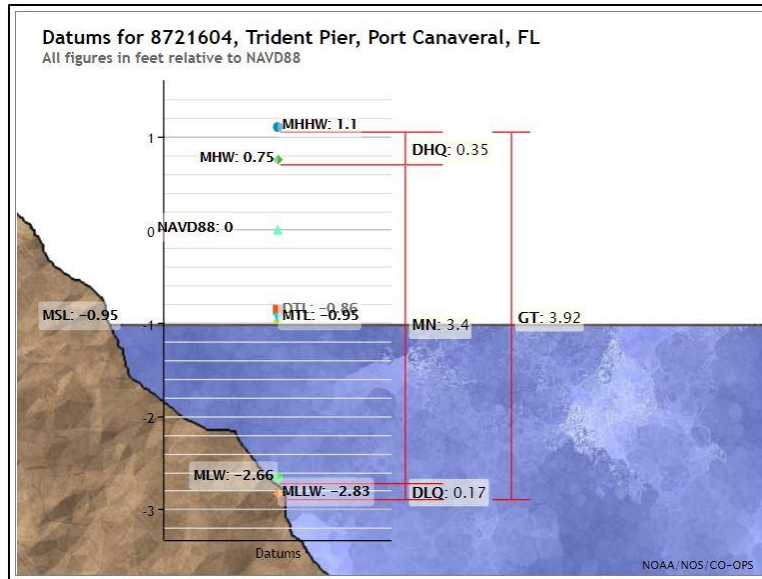 Datums for 8721604, Trident Pier, Port Canaveral, FL
All figures in feet relative to NAVD88
MHHW: 1.1
1
DHQ: 0.35
MHW: 0.75
NAVD88: 0
0
DTL: −0.86
MSL: −0.95
MTL: −0.95
-1
MN: 3.4
GT: 3.92
-2
MLW: −2.66
MLLW: −2.83
DLQ: 0.17
-3
Datums
NOAA/NOS/CO-OPS